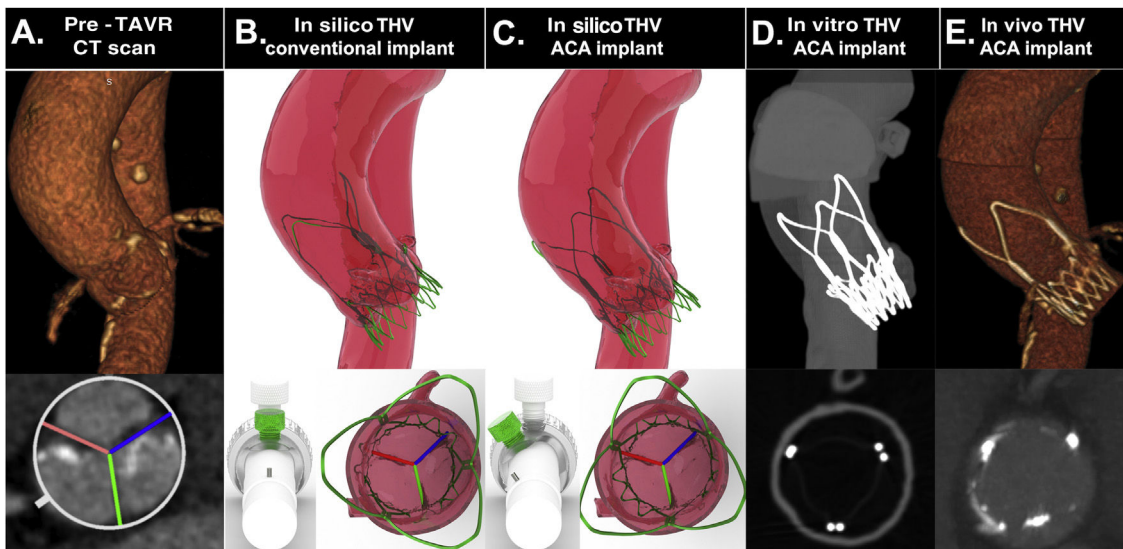 A. Pre - TAVR
CT scan
B. In silico THV
conventional implant
C. In silico THV
ACA implant
D. In vitro THV
ACA implant
E. In vivo THV
ACA implant
S